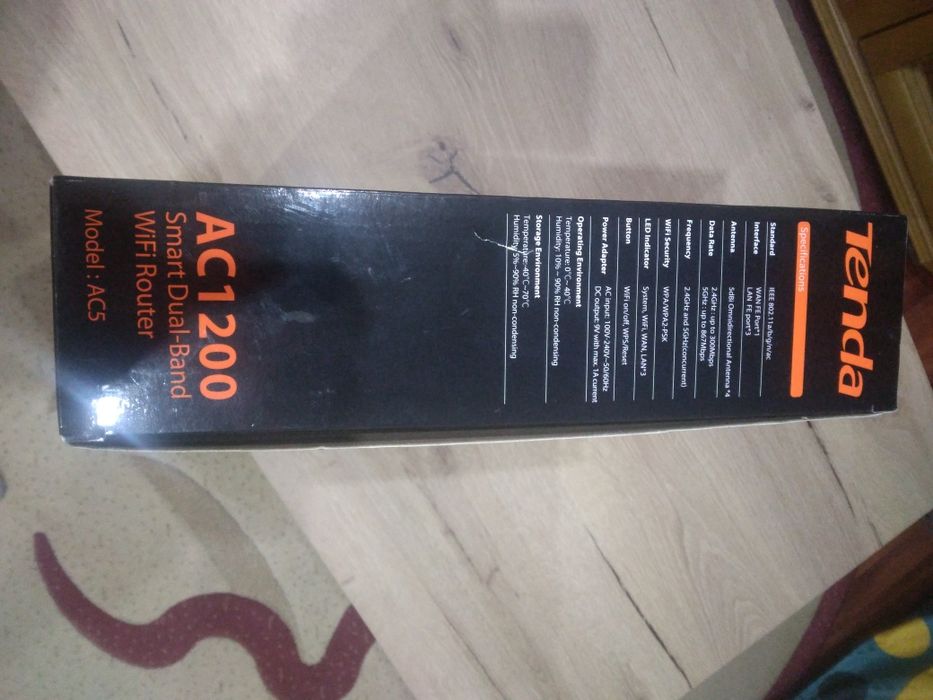 Tenda
Specifications
Standard IEEE 802.11a/b/g/n/ac
Interface WAN FE Port*1
LAN FE port*3
Antenna 5dBi Omnidirectional Antenna *4
Data Rate 2.4GHz : up to 300Mbps
5GHz : up to 867Mbps
Frequency 2.4GHz and 5GHz(concurrent)
WiFi Security WPA/WPA2-PSK
LED Indicator System, WiFi, WAN, LAN*3
Button WiFi on/off, WPS/Reset
Power Adapter AC input: 100V-240V~50/60Hz
DC output: 9V with max. 1A current
Operating Environment
Temperature: 0°C~ 40°C
Humidity: 10% ~ 90% RH non-condensing
Storage Environment
Temperature:-40°C~70°C
Humidity: 5%~90% RH non-condensing
AC1200
Smart Dual-Band
WiFi Router
Model : AC5